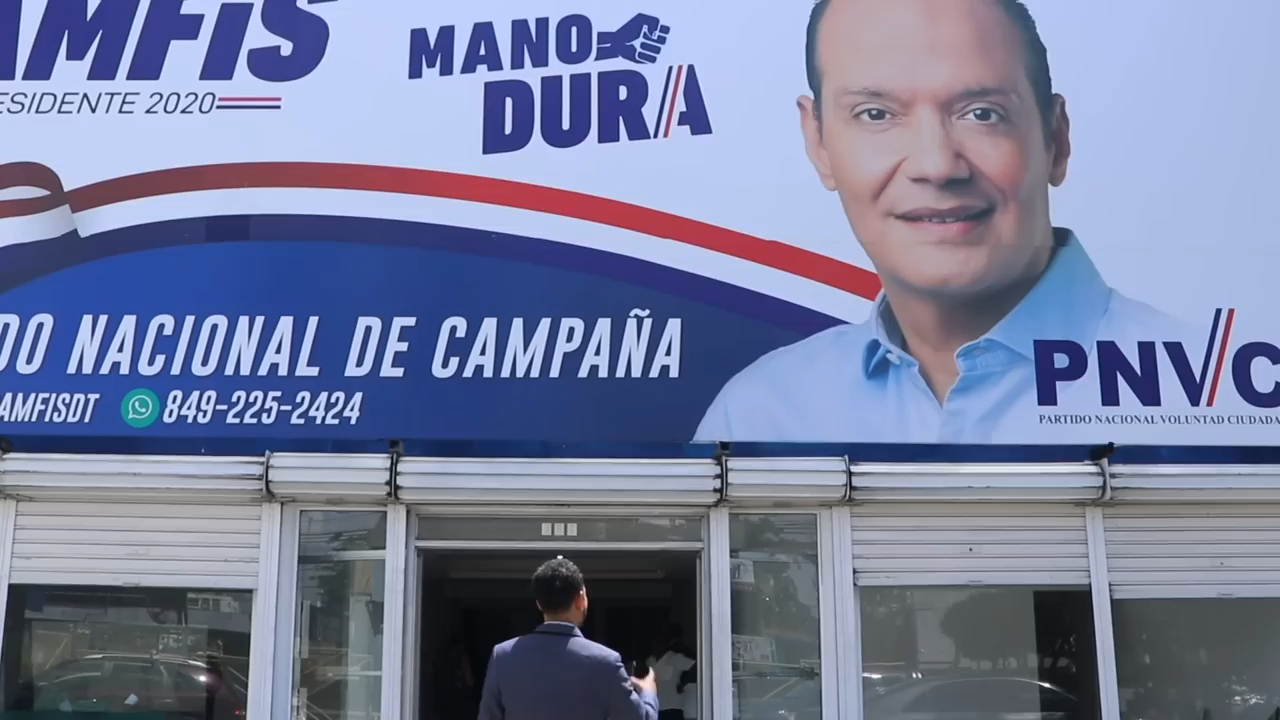 AMFIS
ESIDENTE 2020
MANO
DURA
DO NACIONAL DE CAMPAÑA
AMFISDT 849-225-2424
PNVC
PARTIDO NACIONAL VOLUNTAD CIUDADA